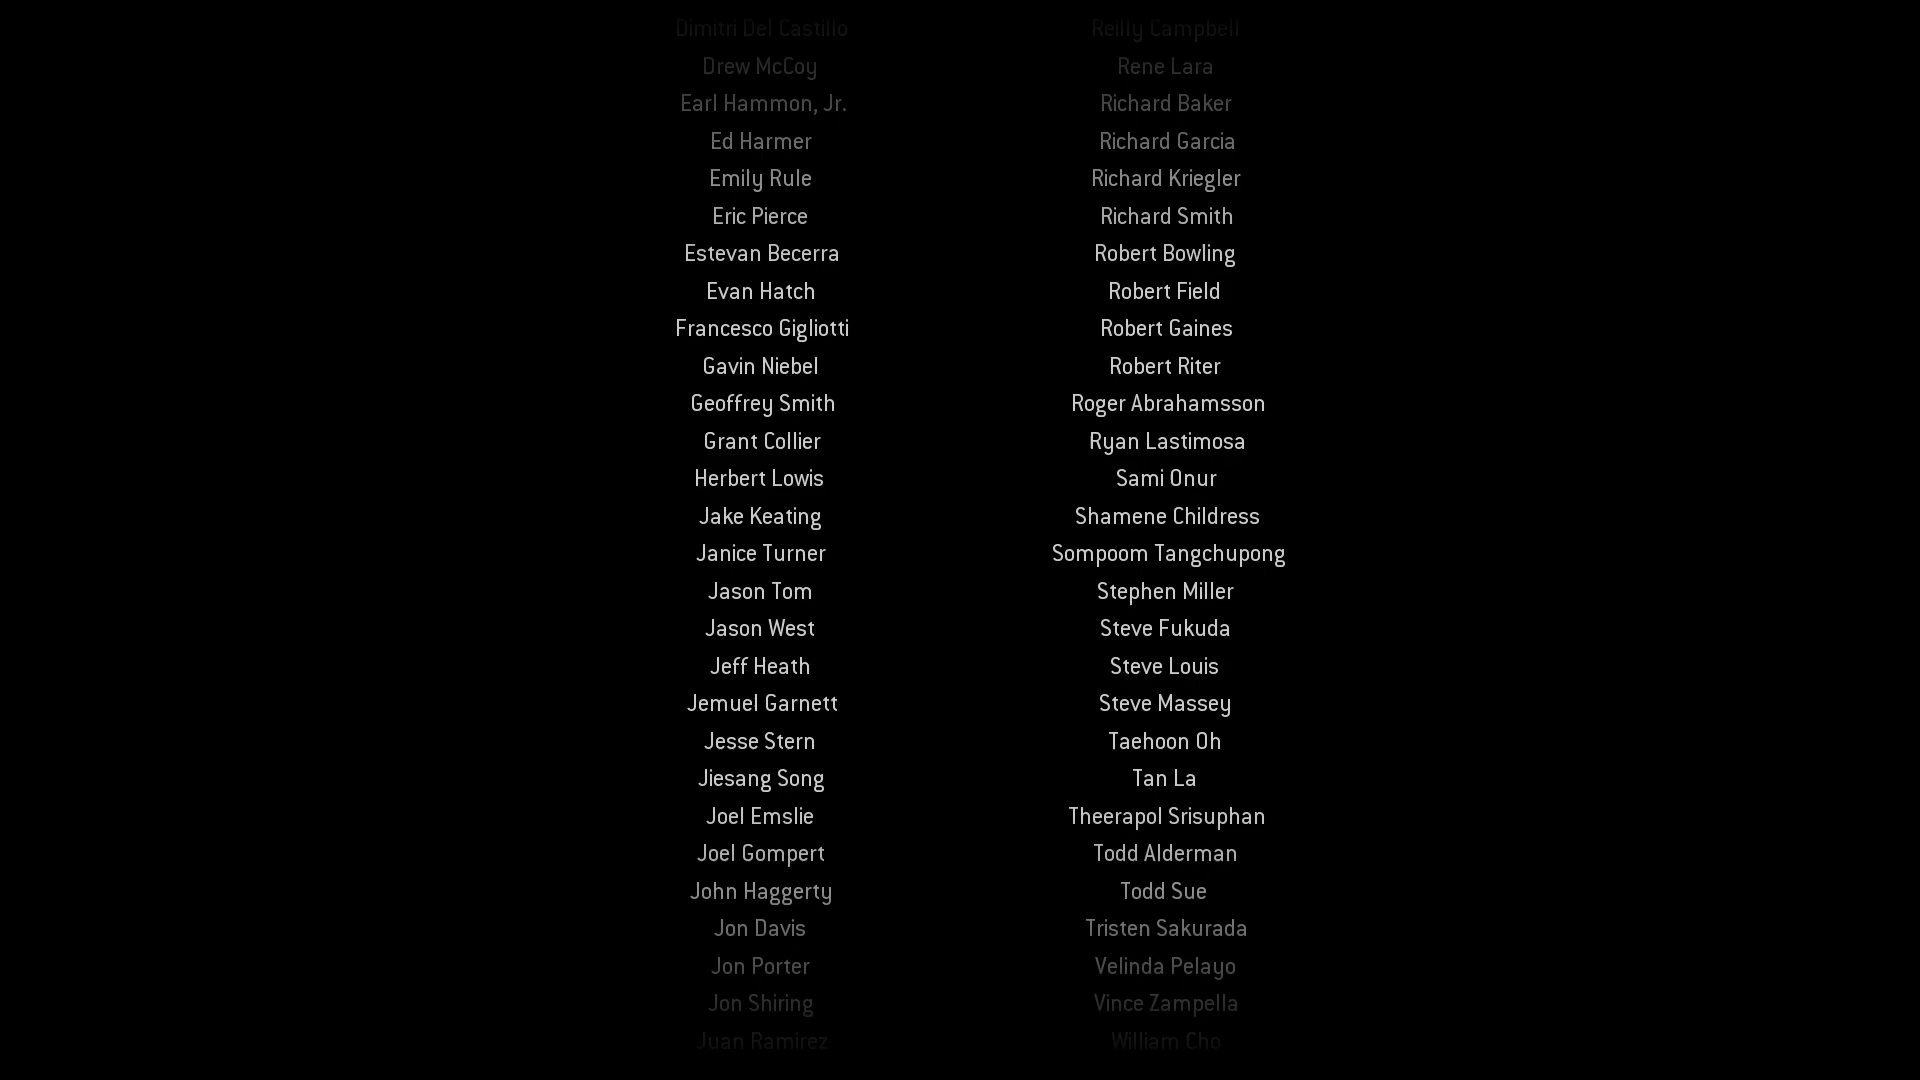 Dimitri Del Castillo
Drew McCoy
Earl Hammon, Jr.
Ed Harmer
Emily Rule
Eric Pierce
Estevan Becerra
Evan Hatch
Francesco Gigliotti
Gavin Niebel
Geoffrey Smith
Grant Collier
Herbert Lowis
Jake Keating
Janice Turner
Jason Tom
Jason West
Jeff Heath
Jemuel Garnett
Jesse Stern
Jiesang Song
Joel Emslie
Joel Gompert
John Haggerty
Jon Davis
Jon Porter
Jon Shiring
Juan Ramirez
Reilly Campbell
Rene Lara
Richard Baker
Richard Garcia
Richard Kriegler
Richard Smith
Robert Bowling
Robert Field
Robert Gaines
Robert Riter
Roger Abrahamsson
Ryan Lastimosa
Sami Onur
Shamene Childress
Sompoom Tangchupong
Stephen Miller
Steve Fukuda
Steve Louis
Steve Massey
Taehoon Oh
Tan La
Theerapol Srisuphan
Todd Alderman
Todd Sue
Tristen Sakurada
Velinda Pelayo
Vince Zampella
William Cho